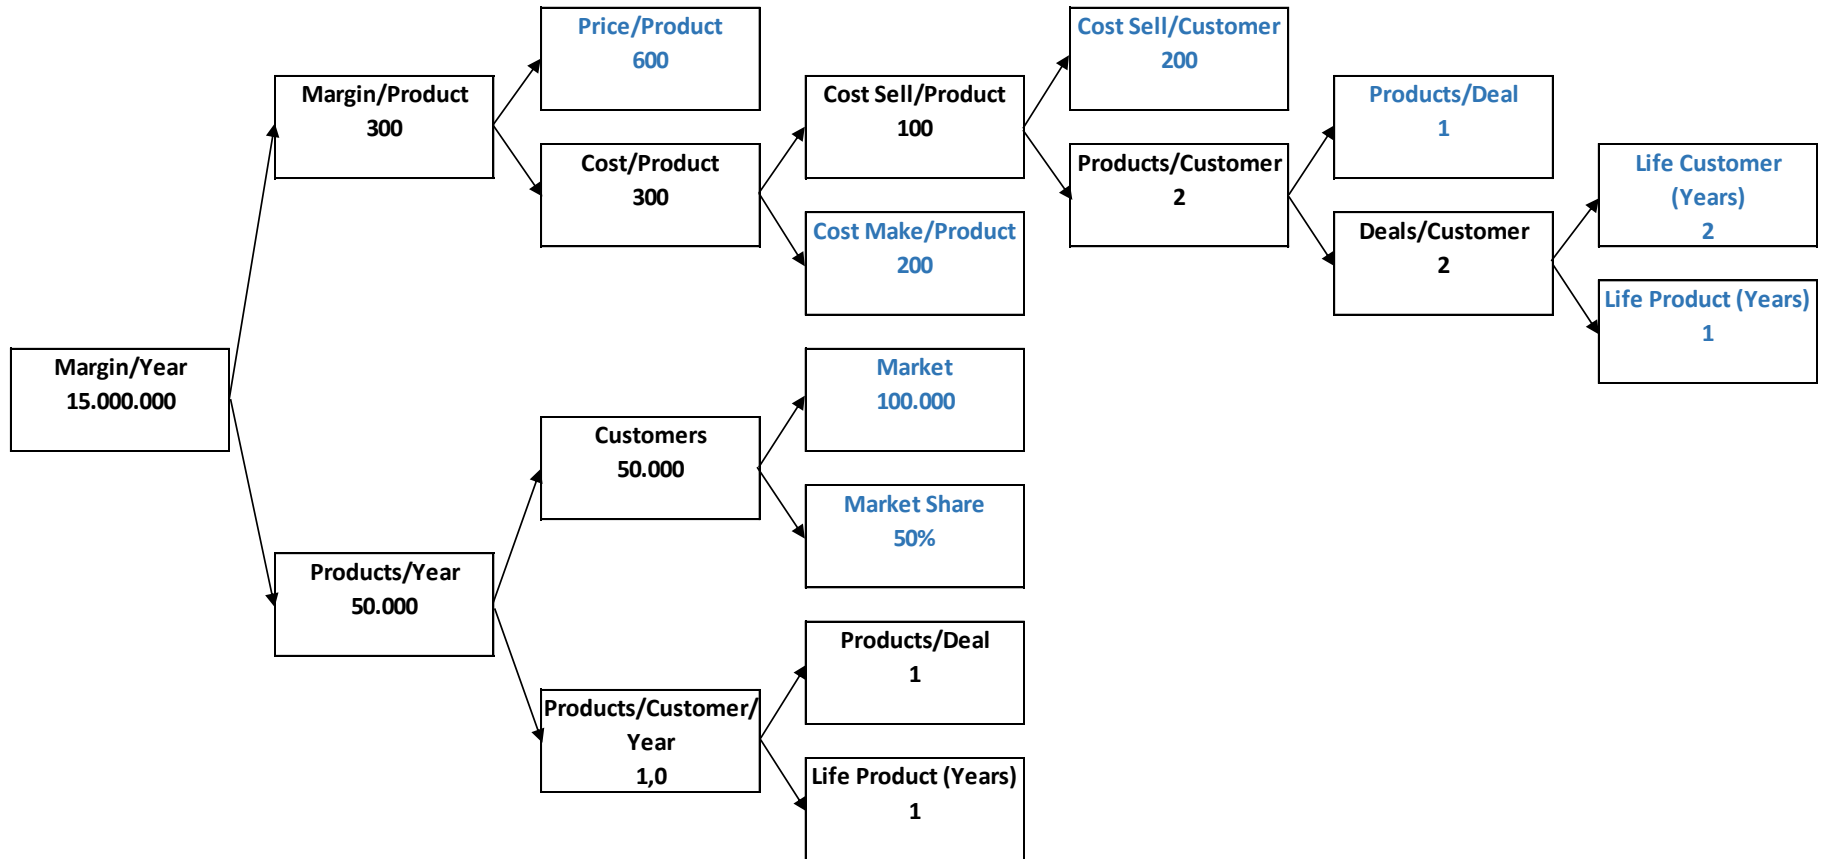 Price/Product
600
Cost Sell/Customer
200
Margin/Product
300
Cost Sell/Product
100
Products/Deal
1
Cost/Product
300
Products/Customer
2
Life Customer
(Years)
2
Cost Make/Product
200
Deals/Customer
2
Life Product (Years)
1
Margin/Year
15.000.000
Market
100.000
Customers
50.000
Market Share
50%
Products/Year
50.000
Products/Deal
1
Products/Customer/
Year
1,0
Life Product (Years)
1